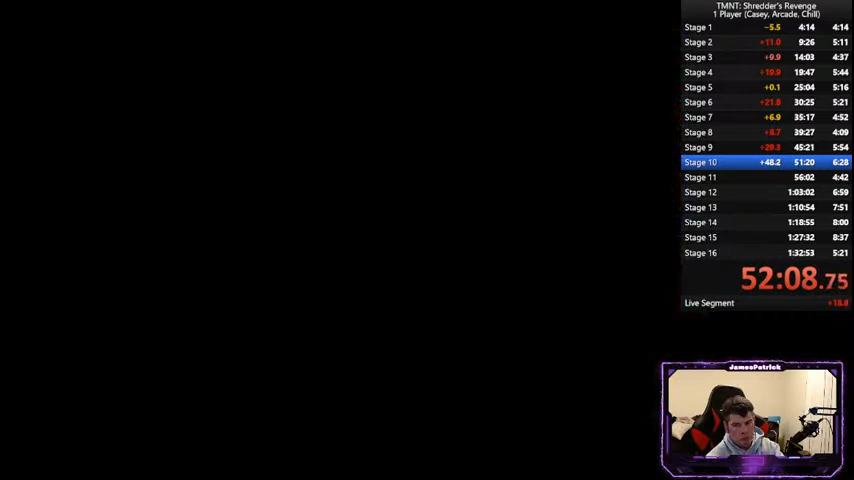 TMNT: Shredder's Revenge
1 Player (Casey, Arcade, Chill)
Stage 1 −5.5 4:14 4:14
Stage 2 +11.0 9:26 5:11
Stage 3 +9.9 14:03 4:37
Stage 4 +19.9 19:47 5:44
Stage 5 +0.1 25:04 5:16
Stage 6 +21.8 30:25 5:21
Stage 7 +6.9 35:17 4:52
Stage 8 +8.7 39:27 4:09
Stage 9 +29.3 45:21 5:54
Stage 10 +48.2 51:20 6:28
Stage 11 56:02 4:42
Stage 12 1:03:02 6:59
Stage 13 1:10:54 7:51
Stage 14 1:18:55 8:00
Stage 15 1:27:32 8:37
Stage 16 1:32:53 5:21
52:08.75
Live Segment +18.8
JamesPatrick